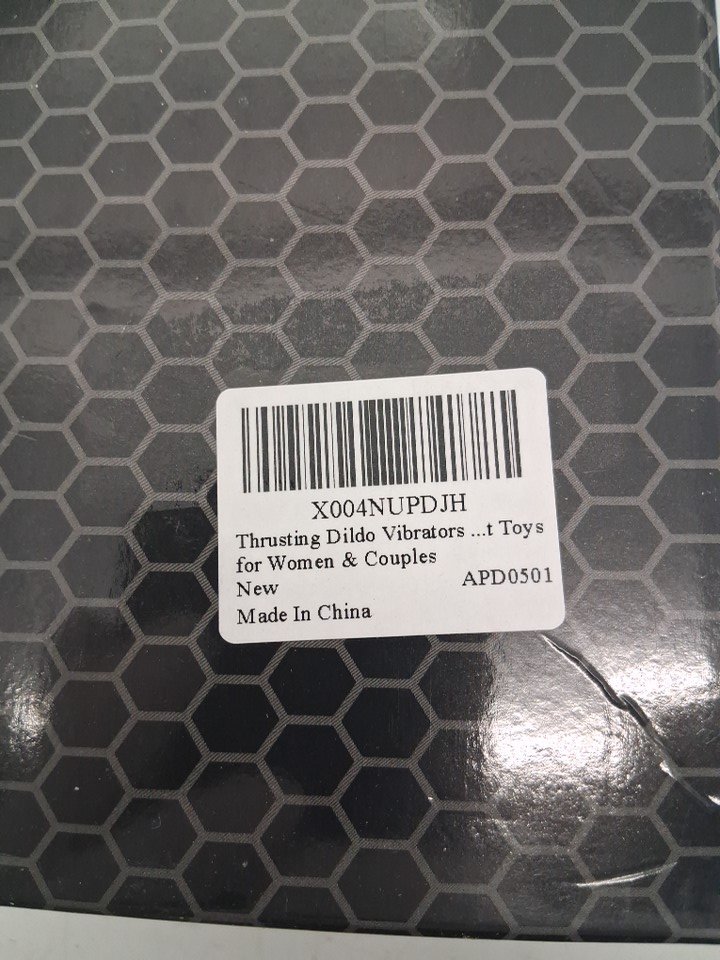 X004NUPDJH
Thrusting Dildo Vibrators ...t Toys
for Women & Couples
New APD0501
Made In China